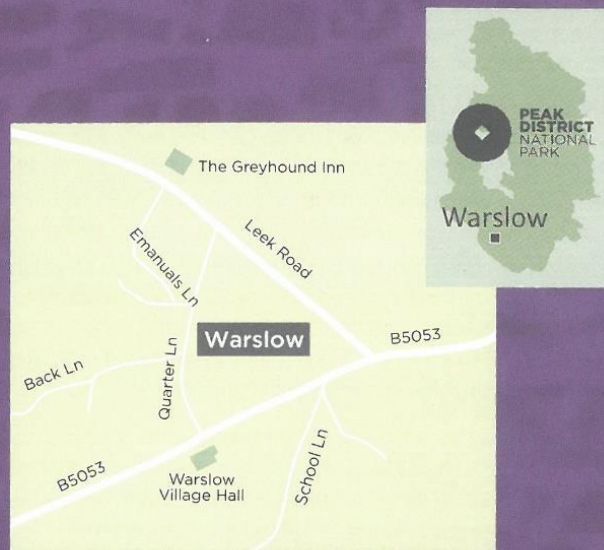 PEAK
DISTRICT
NATIONAL
PARK
Warslow
The Greyhound Inn
Leek Road
Emanuals Ln
Warslow
B5053
Back Ln
Quarter Ln
B5053
Warslow
Village Hall
School Ln